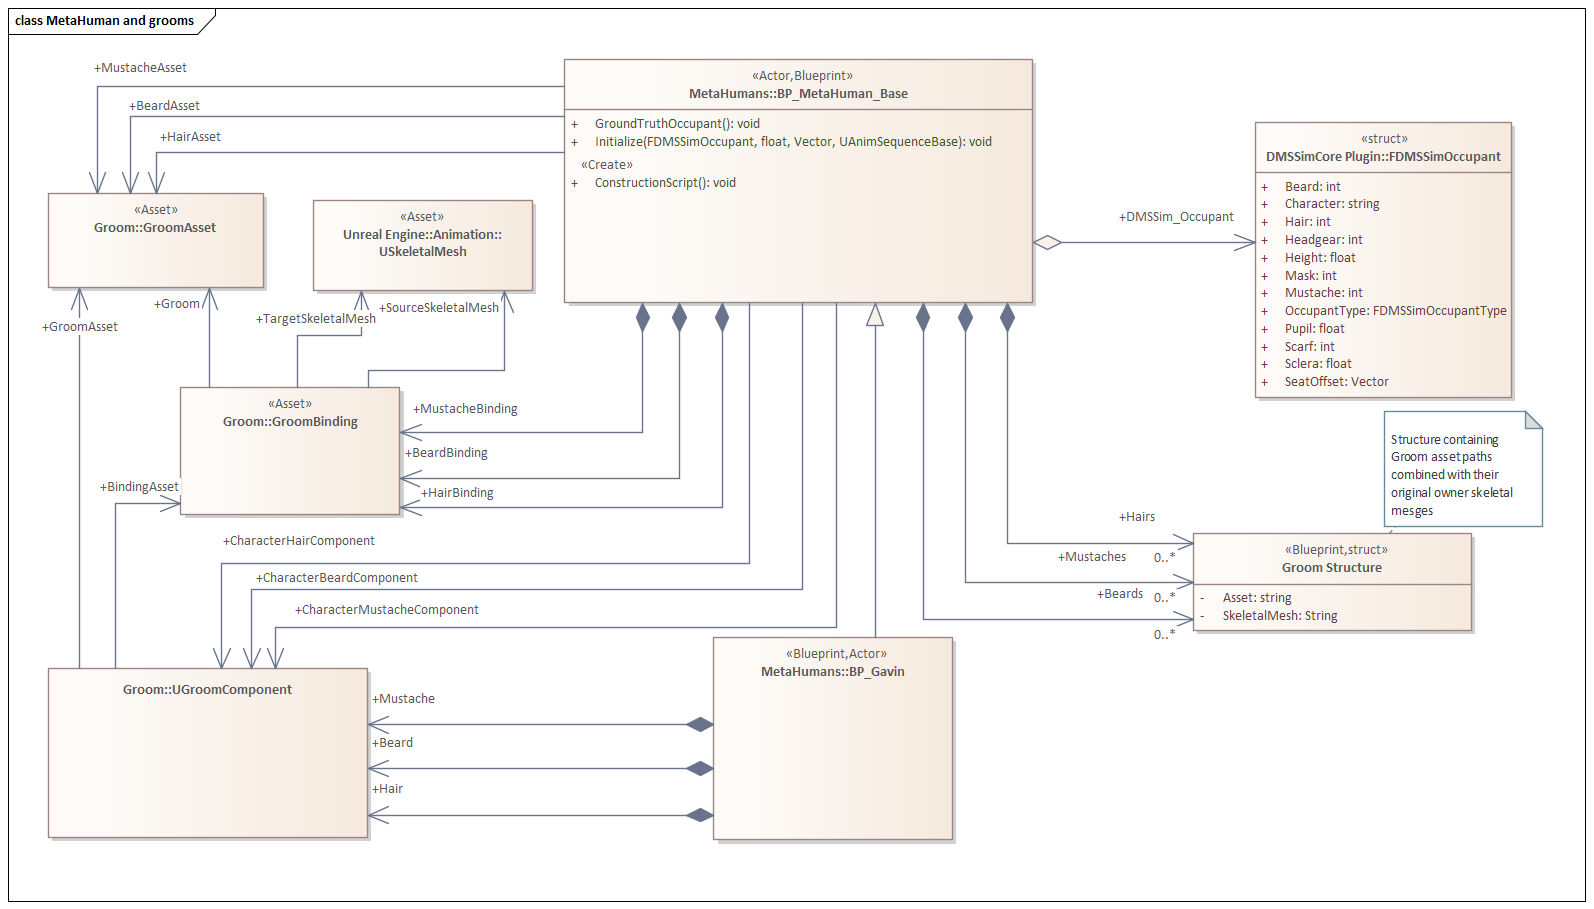 class MetaHuman and grooms
+MustacheAsset
+BeardAsset
+HairAsset
«Actor,Blueprint»
MetaHumans::BP_MetaHuman_Base
+ GroundTruthOccupant(): void
+ Initialize(FDMSSimOccupant, float, Vector, UAnimSequenceBase): void
«Create»
+ ConstructionScript(): void
«struct»
DMSSimCore Plugin::FDMSSimOccupant
+ Beard: int
+ Character: string
+ Hair: int
+ Headgear: int
+ Height: float
+ Mask: int
+ Mustache: int
+ OccupantType: FDMSSimOccupantType
+ Pupil: float
+ Scarf: int
+ Sclera: float
+ SeatOffset: Vector
+DMSSim_Occupant
«Asset»
Groom::GroomAsset
«Asset»
Unreal Engine::Animation::
USkeletalMesh
+GroomAsset
+Groom
+TargetSkeletalMesh
+SourceSkeletalMesh
«Asset»
Groom::GroomBinding
+MustacheBinding
+BeardBinding
+HairBinding
+BindingAsset
Structure containing
Groom asset paths
combined with their
original owner skeletal
mesges
+Hairs
0..*
+Mustaches
0..*
+Beards
0..*
«Blueprint,struct»
Groom Structure
- Asset: string
- SkeletalMesh: String
+CharacterHairComponent
+CharacterBeardComponent
+CharacterMustacheComponent
Groom::UGroomComponent
«Blueprint,Actor»
MetaHumans::BP_Gavin
+Mustache
+Beard
+Hair